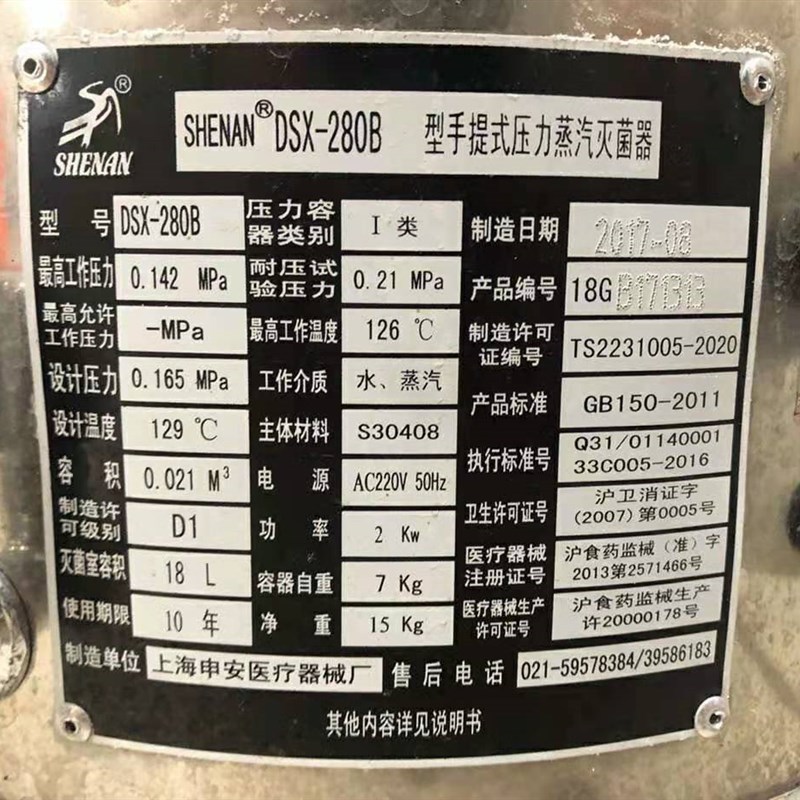 ®
SHENAN
SHENAN® DSX-280B 型手提式压力蒸汽灭菌器
型号 DSX-280B 压力容器类别 I 类 制造日期 2017-08
最高工作压力 0.142 MPa 耐压试验压力 0.21 MPa 产品编号 18G B171313
最高允许工作压力 -MPa 最高工作温度 126 ℃ 制造许可证编号 TS2231005-2020
设计压力 0.165 MPa 工作介质 水、蒸汽 产品标准 GB150-2011
设计温度 129 ℃ 主体材料 S30408 执行标准号 Q31/0114000133C005-2016
容积 0.021 M³ 电源 AC220V 50Hz 卫生许可证号 沪卫消证字(2007)第0005号
制造许可级别 D1 功率 2 Kw 医疗器械注册证号 沪食药监械(准)字2013第2571466号
灭菌室容积 18 L 容器自重 7 Kg 医疗器械生产许可证号 沪食药监械生产许20000178号
使用期限 10 年 净重 15 Kg
制造单位 上海申安医疗器械厂 售后电话 021-59578384/39586183
其他内容详见说明书